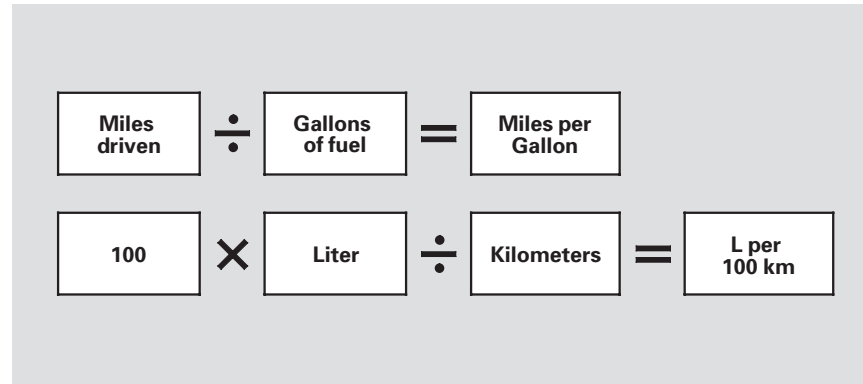 Miles driven ÷ Gallons of fuel = Miles per Gallon
100 × Liter ÷ Kilometers = L per 100 km